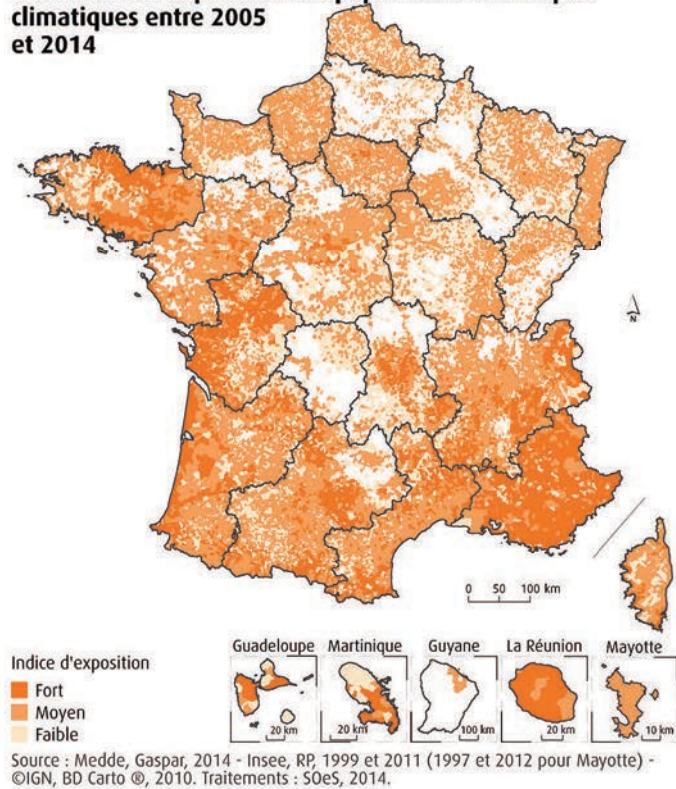 climatiques entre 2005
et 2014
N
0 50 100 km
Guadeloupe Martinique Guyane La Réunion Mayotte
Indice d'exposition
Fort
Moyen
Faible
20 km 20 km 100 km 20 km 10 km
Source : Medde, Gaspar, 2014 - Insee, RP, 1999 et 2011 (1997 et 2012 pour Mayotte) -
©IGN, BD Carto ®, 2010. Traitements : SOeS, 2014.